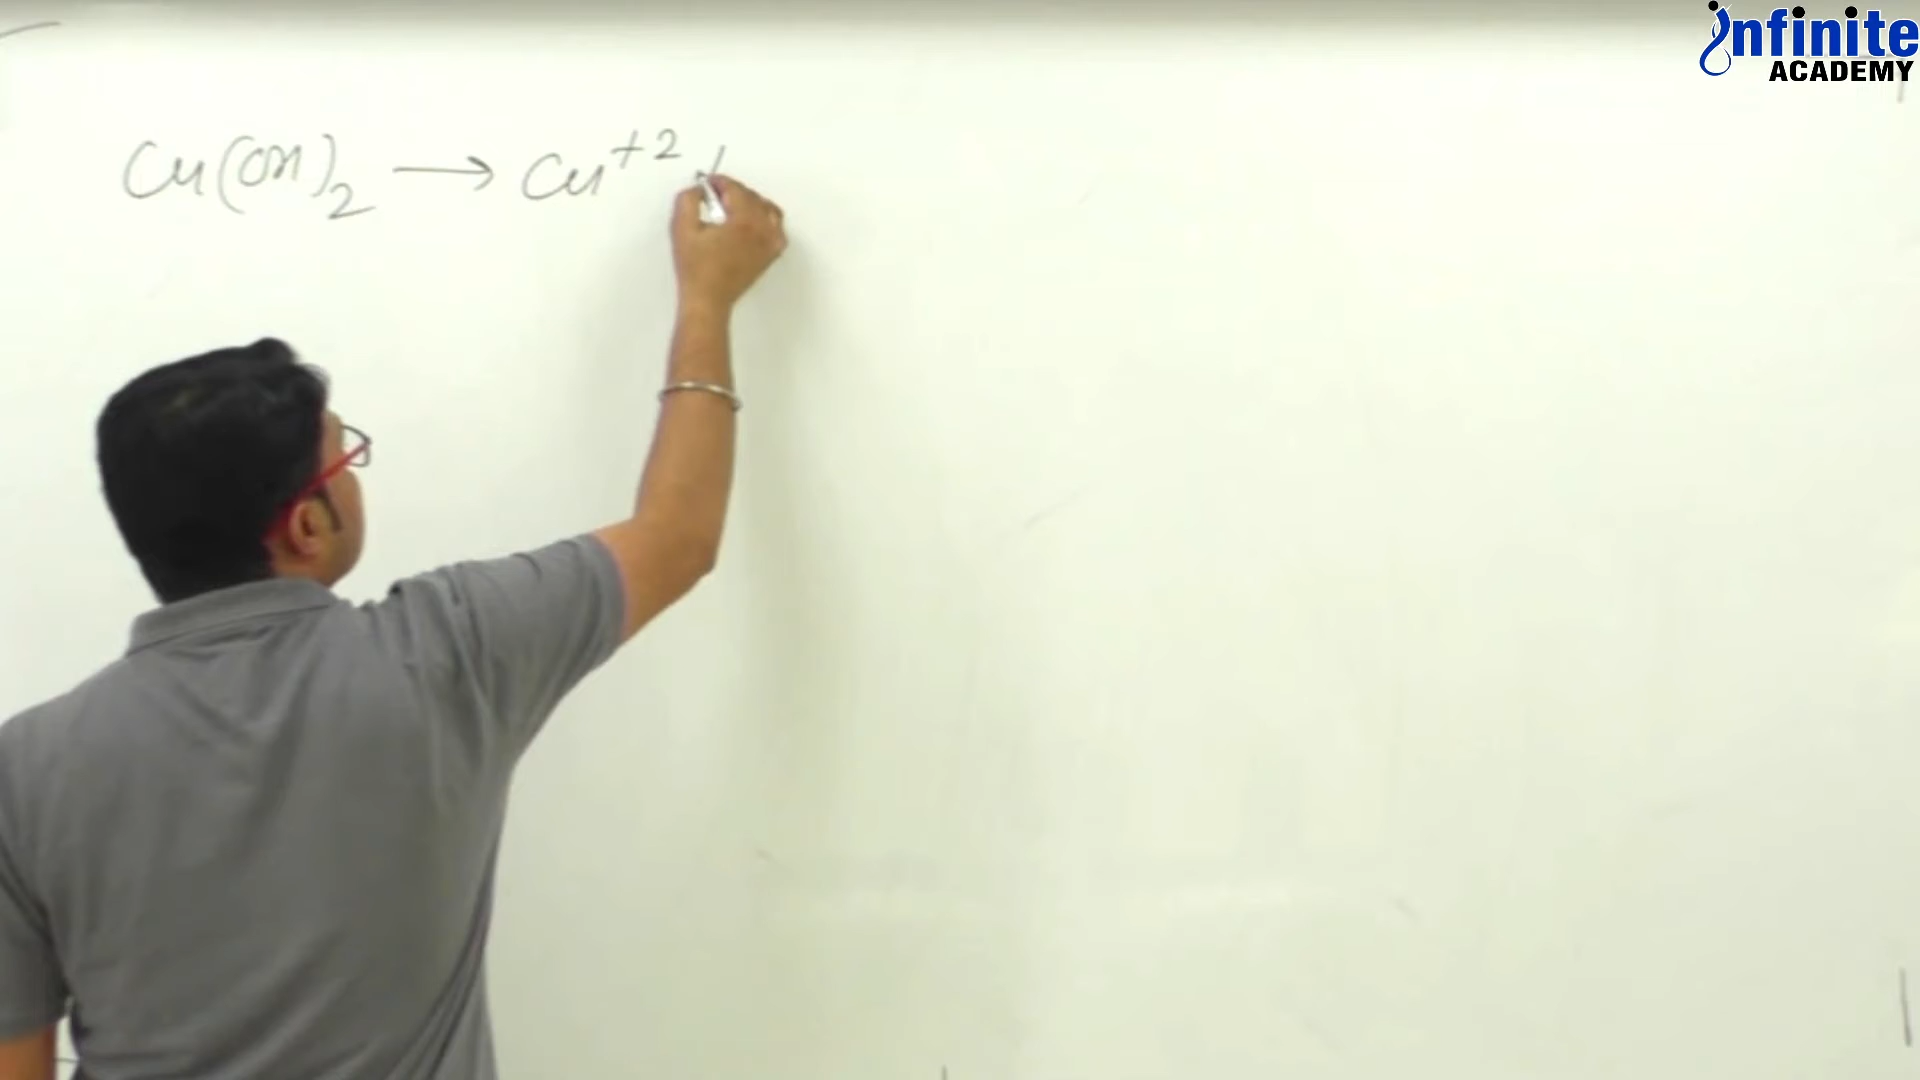 infinite
ACADEMY
Cu(OH)₂ → Cu⁺² +